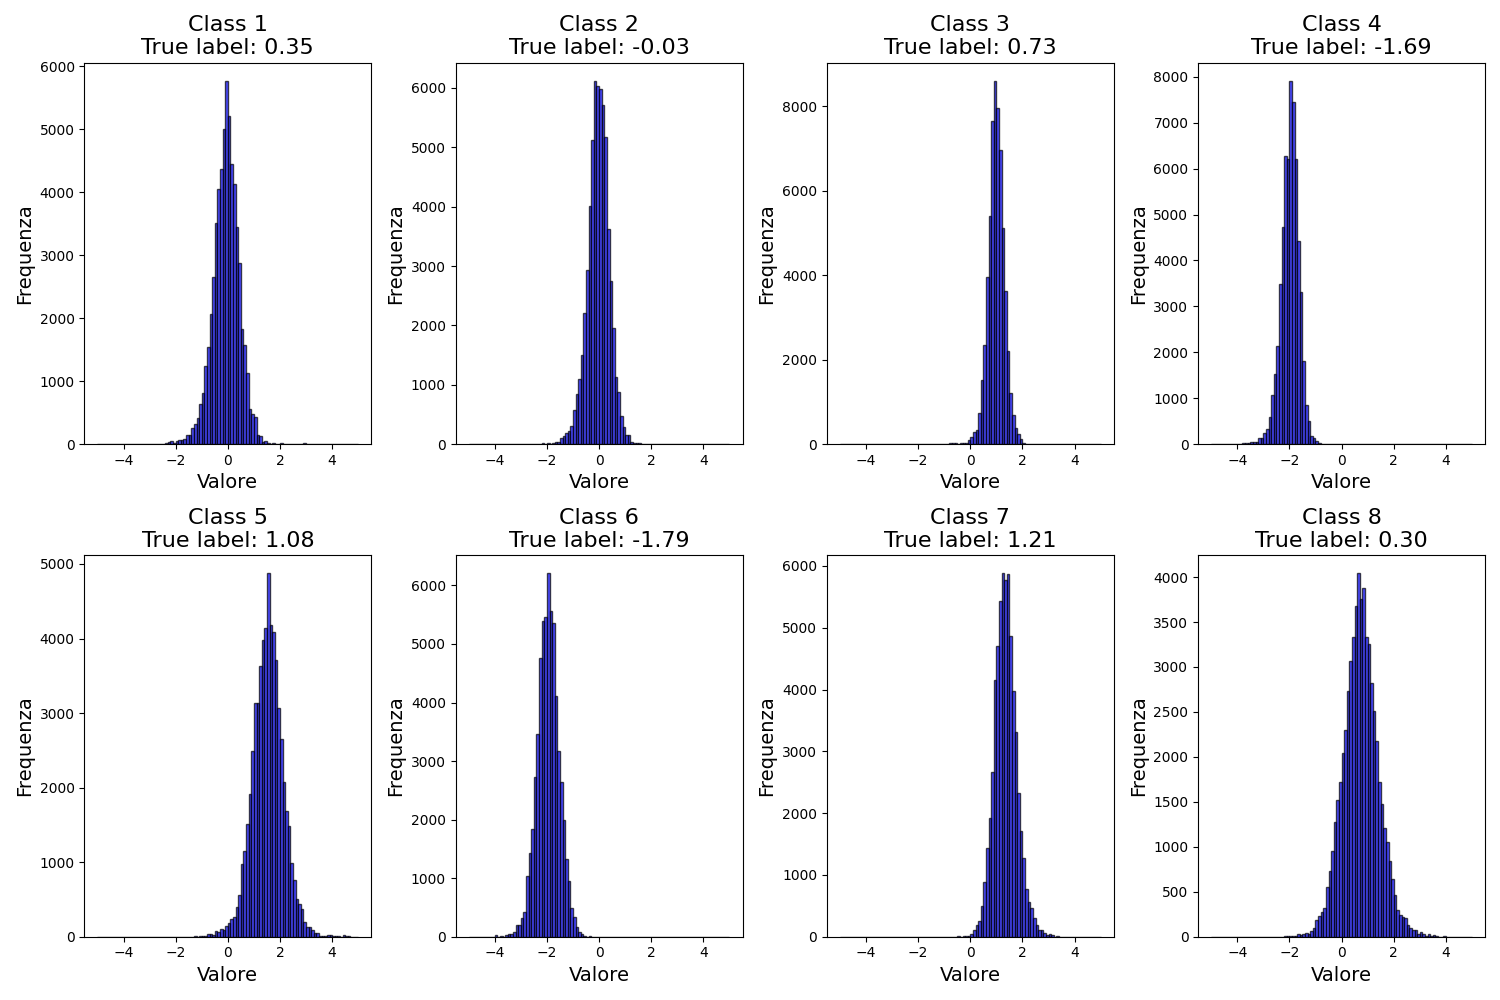 Class 1
True label: 0.35
Class 2
True label: -0.03
Class 3
True label: 0.73
Class 4
True label: -1.69
6000
5000
4000
3000
2000
1000
0
Frequenza
−4 −2 0 2 4
Valore
6000
5000
4000
3000
2000
1000
0
Frequenza
−4 −2 0 2 4
Valore
8000
6000
4000
2000
0
Frequenza
−4 −2 0 2 4
Valore
8000
7000
6000
5000
4000
3000
2000
1000
0
Frequenza
−4 −2 0 2 4
Valore
Class 5
True label: 1.08
Class 6
True label: -1.79
Class 7
True label: 1.21
Class 8
True label: 0.30
5000
4000
3000
2000
1000
0
Frequenza
−4 −2 0 2 4
Valore
6000
5000
4000
3000
2000
1000
0
Frequenza
−4 −2 0 2 4
Valore
6000
5000
4000
3000
2000
1000
0
Frequenza
−4 −2 0 2 4
Valore
4000
3500
3000
2500
2000
1500
1000
500
0
Frequenza
−4 −2 0 2 4
Valore